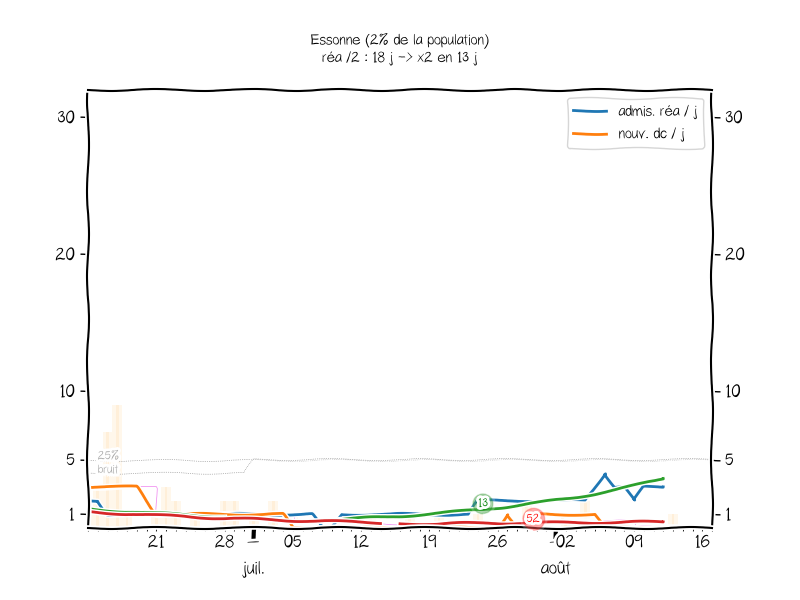 Essonne (2% de la population)
réa /2 : 18 j -> x2 en 13 j
admis. réa / j
nouv. dc / j
30
30
20
20
10
10
25%
bruit
5
5
1
1
13
52
21 28 05 12 19 26 02 09 16
juil. août